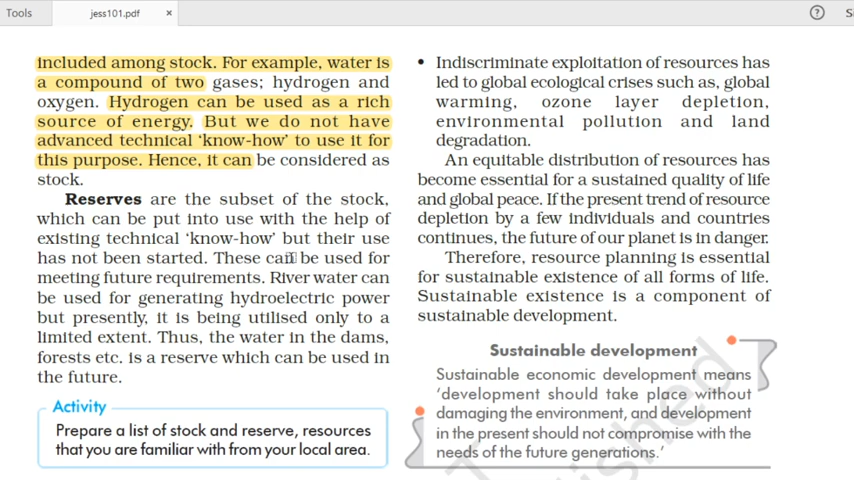 Tools
jess101.pdf
×
?
included among stock. For example, water is
a compound of two gases; hydrogen and
oxygen. Hydrogen can be used as a rich
source of energy. But we do not have
advanced technical ‘know-how’ to use it for
this purpose. Hence, it can be considered as
stock.
Reserves are the subset of the stock,
which can be put into use with the help of
existing technical ‘know-how’ but their use
has not been started. These can be used for
meeting future requirements. River water can
be used for generating hydroelectric power
but presently, it is being utilised only to a
limited extent. Thus, the water in the dams,
forests etc. is a reserve which can be used in
the future.
Activity
Prepare a list of stock and reserve, resources
that you are familiar with from your local area.
• Indiscriminate exploitation of resources has
led to global ecological crises such as, global
warming, ozone layer depletion,
environmental pollution and land
degradation.
An equitable distribution of resources has
become essential for a sustained quality of life
and global peace. If the present trend of resource
depletion by a few individuals and countries
continues, the future of our planet is in danger.
Therefore, resource planning is essential
for sustainable existence of all forms of life.
Sustainable existence is a component of
sustainable development.
Sustainable development
Sustainable economic development means
‘development should take place without
damaging the environment, and development
in the present should not compromise with the
needs of the future generations.’